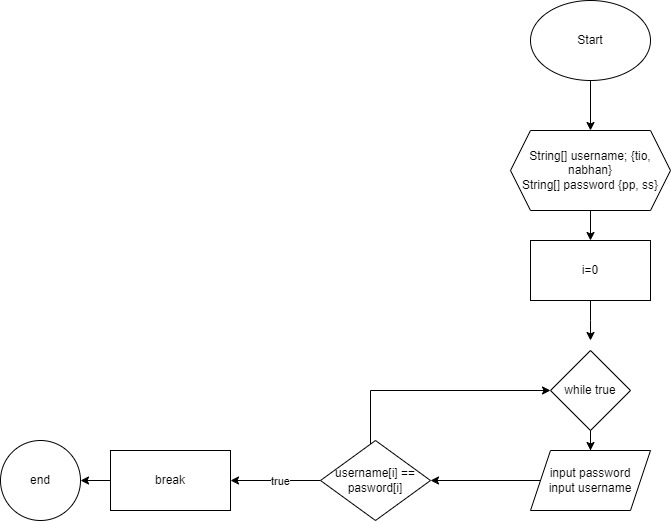 Start
String[] username; {tio,
nabhan}
String[] password {pp, ss}
i=0
while true
input password
input username
username[i] ==
pasword[i]
true
break
end